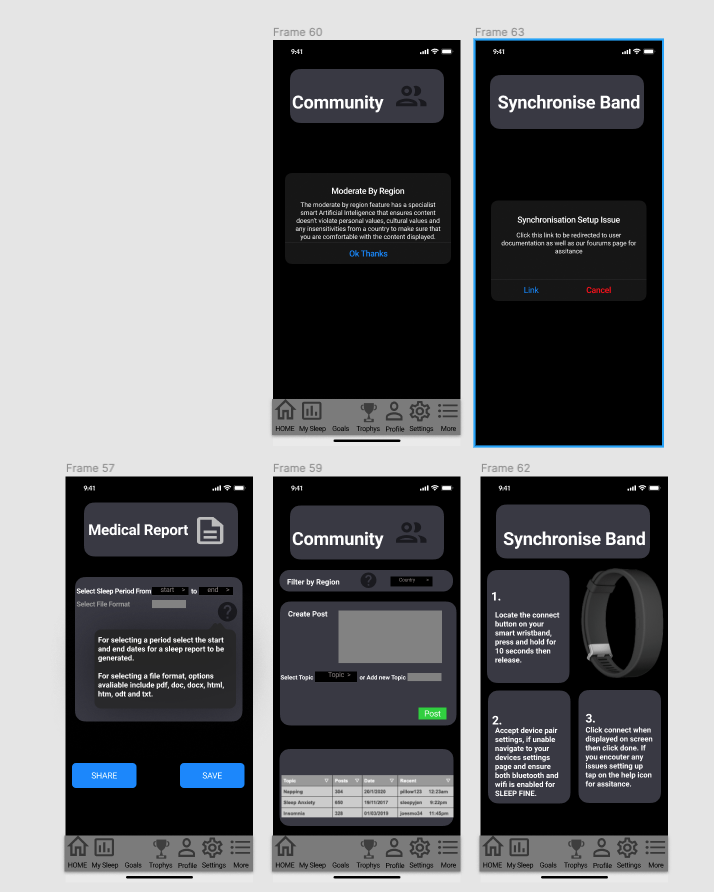 Frame 60
9:41
Community
Moderate By Region
The moderate by region feature has a specialist
smart Artificial Inteligence that ensures content
doesn't violate personal values, cultural values and
any insensitivities from a country to make sure that
you are comfortable with the content displayed.
Ok Thanks
HOME My Sleep Goals Trophys Profile Settings More
Frame 63
9:41
Synchronise Band
Synchronisation Setup Issue
Click this link to be redirected to user
documentation as well as our fourums page for
assitance
Link Cancel
Frame 57
9:41
Medical Report
Select Sleep Period From start > to end >
Select File Format
?
For selecting a period select the start
and end dates for a sleep report to be
generated.
For selecting a file format, options
avaliable include pdf, doc, docx, html,
htm, odt and txt.
SHARE SAVE
HOME My Sleep Goals Trophys Profile Settings More
Frame 59
9:41
Community
Filter by Region ? Country >
Create Post
Select Topic Topic > or Add new Topic
Post
Topic Posts Date Recent
Napping 304 20/1/2020 pillow123 12:23am
Sleep Anxiety 650 19/11/2017 sleepyjen 9:22pm
Insomnia 328 01/03/2019 11:45pm
HOME My Sleep Goals Trophys Profile Settings More
Frame 62
9:41
Synchronise Band
1.
Locate the connect
button on your
smart wristband,
press and hold for
10 seconds then
release.
2.
Accept device pair
settings, if unable
navigate to your
devices settings
page and ensure
both bluetooth and
wifi is enabled for
SLEEP FINE.
3.
Click connect when
displayed on screen
then click done. If
you encouter any
issues setting up
tap on the help icon
for assitance.
HOME My Sleep Goals Trophys Profile Settings More